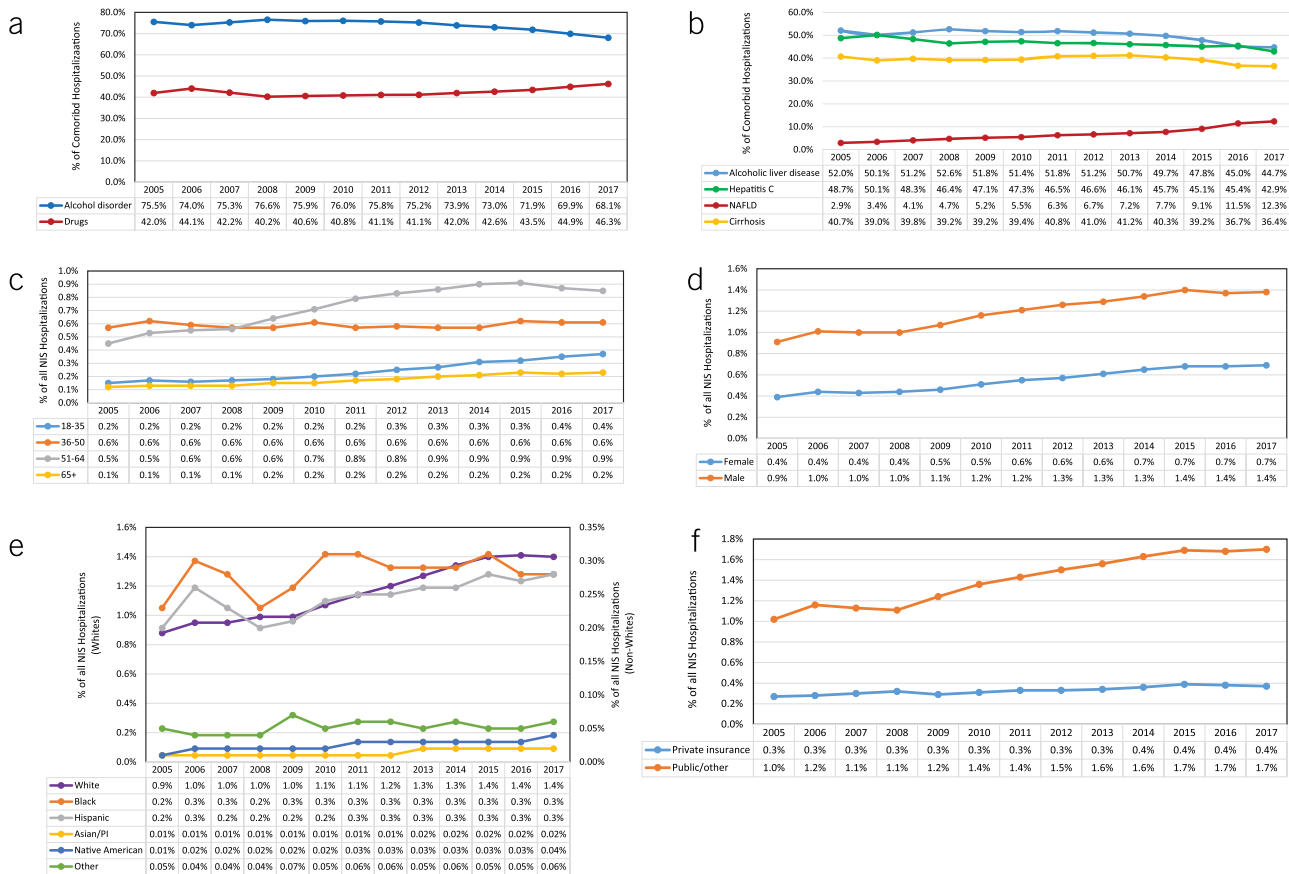 a
% of Comoribd Hospitalizaations
80.0%
70.0%
60.0%
50.0%
40.0%
30.0%
20.0%
10.0%
0.0%
2005 2006 2007 2008 2009 2010 2011 2012 2013 2014 2015 2016 2017
Alcohol disorder 75.5% 74.0% 75.3% 76.6% 75.9% 76.0% 75.8% 75.2% 73.9% 73.0% 71.9% 69.9% 68.1%
Drugs 42.0% 44.1% 42.2% 40.2% 40.6% 40.8% 41.1% 41.1% 42.0% 42.6% 43.5% 44.9% 46.3%
b
% of Comorbid Hospitalizations
60.0%
50.0%
40.0%
30.0%
20.0%
10.0%
0.0%
2005 2006 2007 2008 2009 2010 2011 2012 2013 2014 2015 2016 2017
Alcoholic liver disease 52.0% 50.1% 51.2% 52.6% 51.8% 51.4% 51.8% 51.2% 50.7% 49.7% 47.8% 45.0% 44.7%
Hepatitis C 48.7% 50.1% 48.3% 46.4% 47.1% 47.3% 46.5% 46.6% 46.1% 45.7% 45.1% 45.4% 42.9%
NAFLD 2.9% 3.4% 4.1% 4.7% 5.2% 5.5% 6.3% 6.7% 7.2% 7.7% 9.1% 11.5% 12.3%
Cirrhosis 40.7% 39.0% 39.8% 39.2% 39.2% 39.4% 40.8% 41.0% 41.2% 40.3% 39.2% 36.7% 36.4%
c
% of all NIS Hospitalizations
1.0%
0.9%
0.8%
0.7%
0.6%
0.5%
0.4%
0.3%
0.2%
0.1%
0.0%
2005 2006 2007 2008 2009 2010 2011 2012 2013 2014 2015 2016 2017
18-35 0.2% 0.2% 0.2% 0.2% 0.2% 0.2% 0.2% 0.3% 0.3% 0.3% 0.3% 0.4% 0.4%
36-50 0.6% 0.6% 0.6% 0.6% 0.6% 0.6% 0.6% 0.6% 0.6% 0.6% 0.6% 0.6% 0.6%
51-64 0.5% 0.5% 0.6% 0.6% 0.6% 0.7% 0.8% 0.8% 0.9% 0.9% 0.9% 0.9% 0.9%
65+ 0.1% 0.1% 0.1% 0.1% 0.2% 0.2% 0.2% 0.2% 0.2% 0.2% 0.2% 0.2% 0.2%
d
% of all NIS Hospitalizations
1.6%
1.4%
1.2%
1.0%
0.8%
0.6%
0.4%
0.2%
0.0%
2005 2006 2007 2008 2009 2010 2011 2012 2013 2014 2015 2016 2017
Female 0.4% 0.4% 0.4% 0.4% 0.5% 0.5% 0.6% 0.6% 0.6% 0.7% 0.7% 0.7% 0.7%
Male 0.9% 1.0% 1.0% 1.0% 1.1% 1.2% 1.2% 1.3% 1.3% 1.3% 1.4% 1.4% 1.4%
e
% of all NIS Hospitalizations
(Whites)
1.6%
1.4%
1.2%
1.0%
0.8%
0.6%
0.4%
0.2%
0.0%
0.35%
0.30%
0.25%
0.20%
0.15%
0.10%
0.05%
0.00%
% of all NIS Hospitalizations
(Non-Whites)
2005 2006 2007 2008 2009 2010 2011 2012 2013 2014 2015 2016 2017
White 0.9% 1.0% 1.0% 1.0% 1.0% 1.1% 1.1% 1.2% 1.3% 1.3% 1.4% 1.4% 1.4%
Black 0.2% 0.3% 0.3% 0.2% 0.3% 0.3% 0.3% 0.3% 0.3% 0.3% 0.3% 0.3% 0.3%
Hispanic 0.2% 0.3% 0.2% 0.2% 0.2% 0.2% 0.3% 0.3% 0.3% 0.3% 0.3% 0.3% 0.3%
Asian/PI 0.01% 0.01% 0.01% 0.01% 0.01% 0.01% 0.01% 0.01% 0.02% 0.02% 0.02% 0.02% 0.02%
Native American 0.01% 0.02% 0.02% 0.02% 0.02% 0.02% 0.03% 0.03% 0.03% 0.03% 0.03% 0.03% 0.04%
Other 0.05% 0.04% 0.04% 0.04% 0.07% 0.05% 0.06% 0.06% 0.05% 0.06% 0.05% 0.05% 0.06%
f
% of all NIS Hospitalizations
1.8%
1.6%
1.4%
1.2%
1.0%
0.8%
0.6%
0.4%
0.2%
0.0%
2005 2006 2007 2008 2009 2010 2011 2012 2013 2014 2015 2016 2017
Private insurance 0.3% 0.3% 0.3% 0.3% 0.3% 0.3% 0.3% 0.3% 0.3% 0.4% 0.4% 0.4% 0.4%
Public/other 1.0% 1.2% 1.1% 1.1% 1.2% 1.4% 1.4% 1.5% 1.6% 1.6% 1.7% 1.7% 1.7%